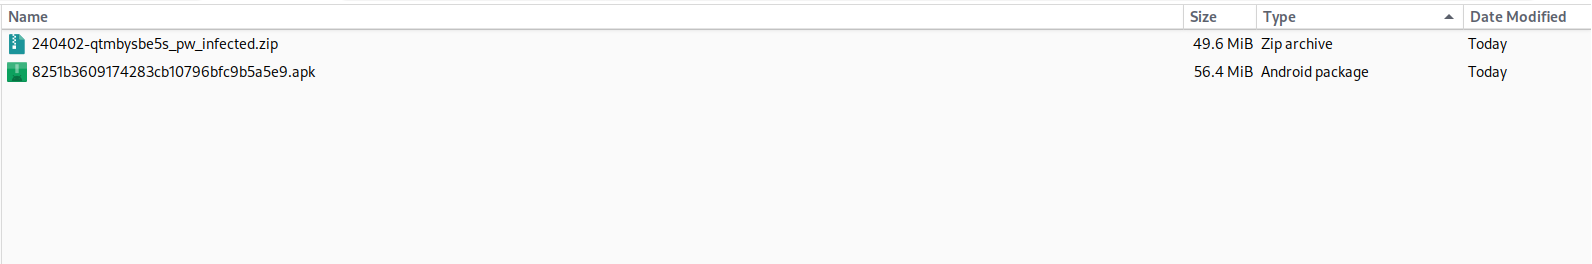 Name Size Type Date Modified
240402-qtmbysbe5s_pw_infected.zip 49.6 MiB Zip archive Today
8251b3609174283cb10796bfc9b5a5e9.apk 56.4 MiB Android package Today